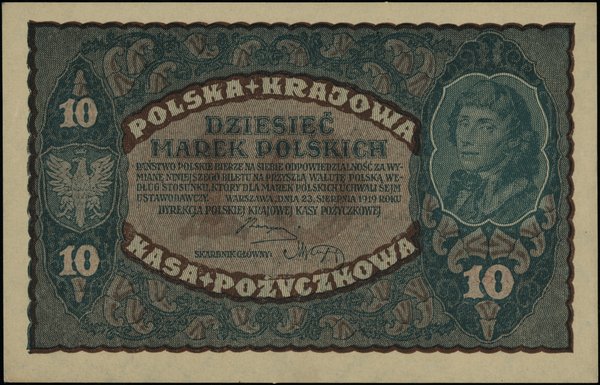 POLSKA+KRAJOWA
10
DZIESIĘĆ
MAREK POLSKICH
PAŃSTWO POLSKIE BIERZE NA SIEBIE ODPOWIEDZIALNOŚĆ ZA WY-
MIANĘ NINIEJSZEGO BILETU NA PRZYSZŁĄ WALUTĘ POLSKĄ, WE-
DŁUG STOSUNKU, KTÓRY DLA MAREK POLSKICH UCHWALI SEJM
USTAWODAWCZY. WARSZAWA, DNIA 23. SIERPNIA 1919 ROKU
DYREKCJA POLSKIEJ KRAJOWEJ KASY POŻYCZKOWEJ
SKARBNIK GŁÓWNY:
10
10
KASA+POŻYCZKOWA